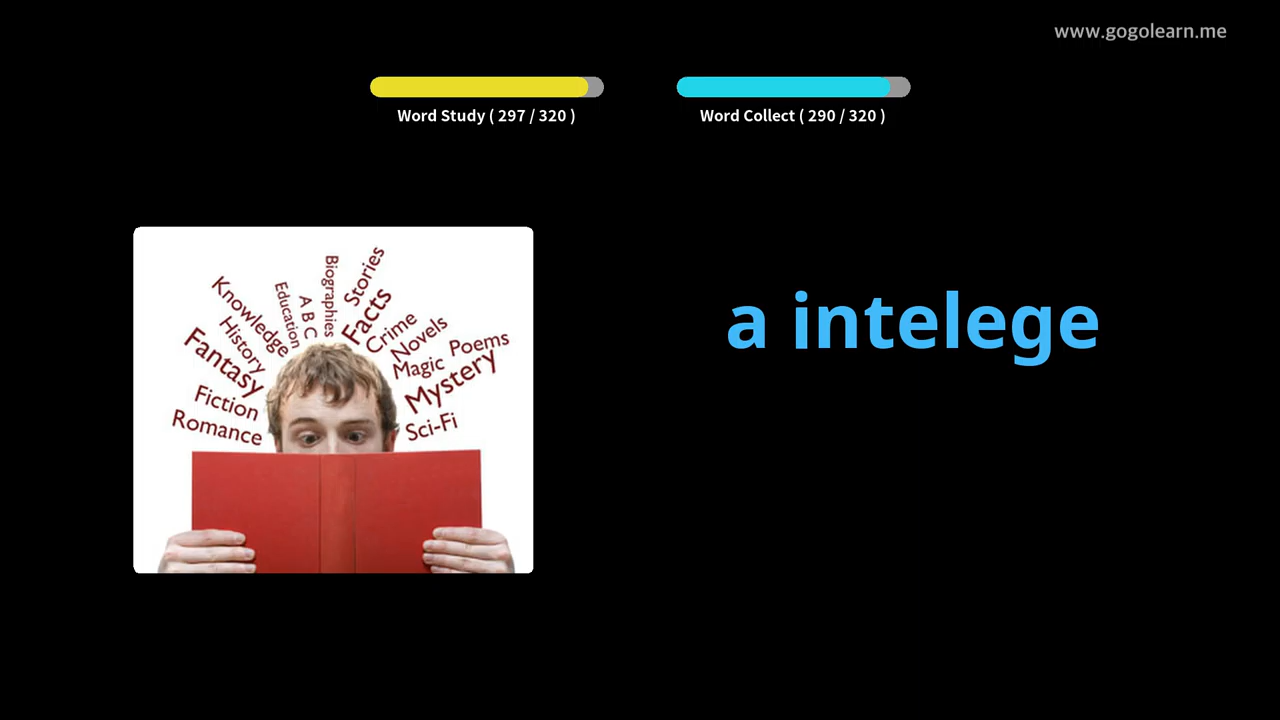 www.gogolearn.me
Word Study ( 297 / 320 )
Word Collect ( 290 / 320 )
a intelege
Knowledge
Education
A B C
Biographies
Stories
Facts
Crime
Novels
Poems
Magic
Mystery
Sci-Fi
History
Fantasy
Fiction
Romance